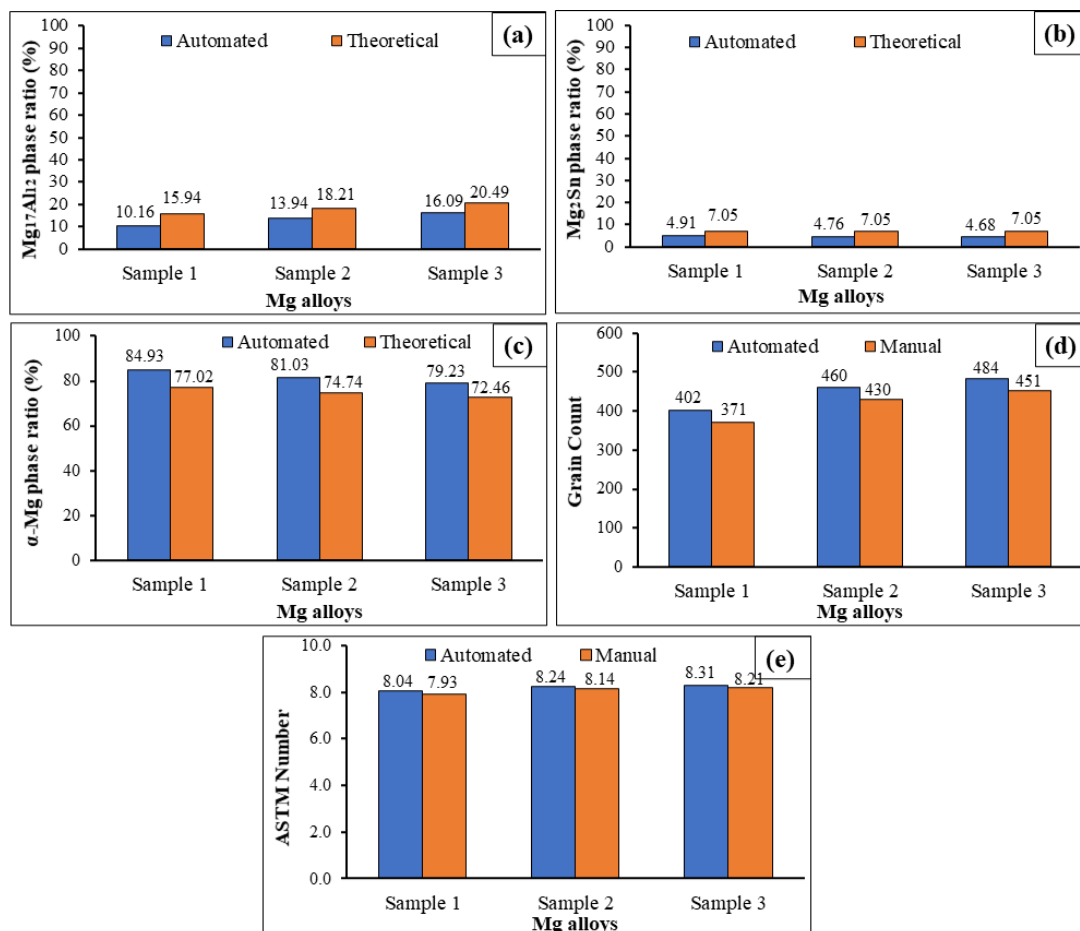 (a)
Automated Theoretical
Mg17Al12 phase ratio (%)
100
90
80
70
60
50
40
30
20
10
0
10.16 15.94 13.94 18.21 16.09 20.49
Sample 1 Sample 2 Sample 3
Mg alloys
(b)
Automated Theoretical
Mg2Sn phase ratio (%)
100
90
80
70
60
50
40
30
20
10
0
4.91 7.05 4.76 7.05 4.68 7.05
Sample 1 Sample 2 Sample 3
Mg alloys
(c)
Automated Theoretical
α-Mg phase ratio (%)
100
80
60
40
20
0
84.93 77.02 81.03 74.74 79.23 72.46
Sample 1 Sample 2 Sample 3
Mg alloys
(d)
Automated Manual
Grain Count
600
500
400
300
200
100
0
402 371 460 430 484 451
Sample 1 Sample 2 Sample 3
Mg alloys
(e)
Automated Manual
ASTM Number
10.0
8.0
6.0
4.0
2.0
0.0
8.04 7.93 8.24 8.14 8.31 8.21
Sample 1 Sample 2 Sample 3
Mg alloys